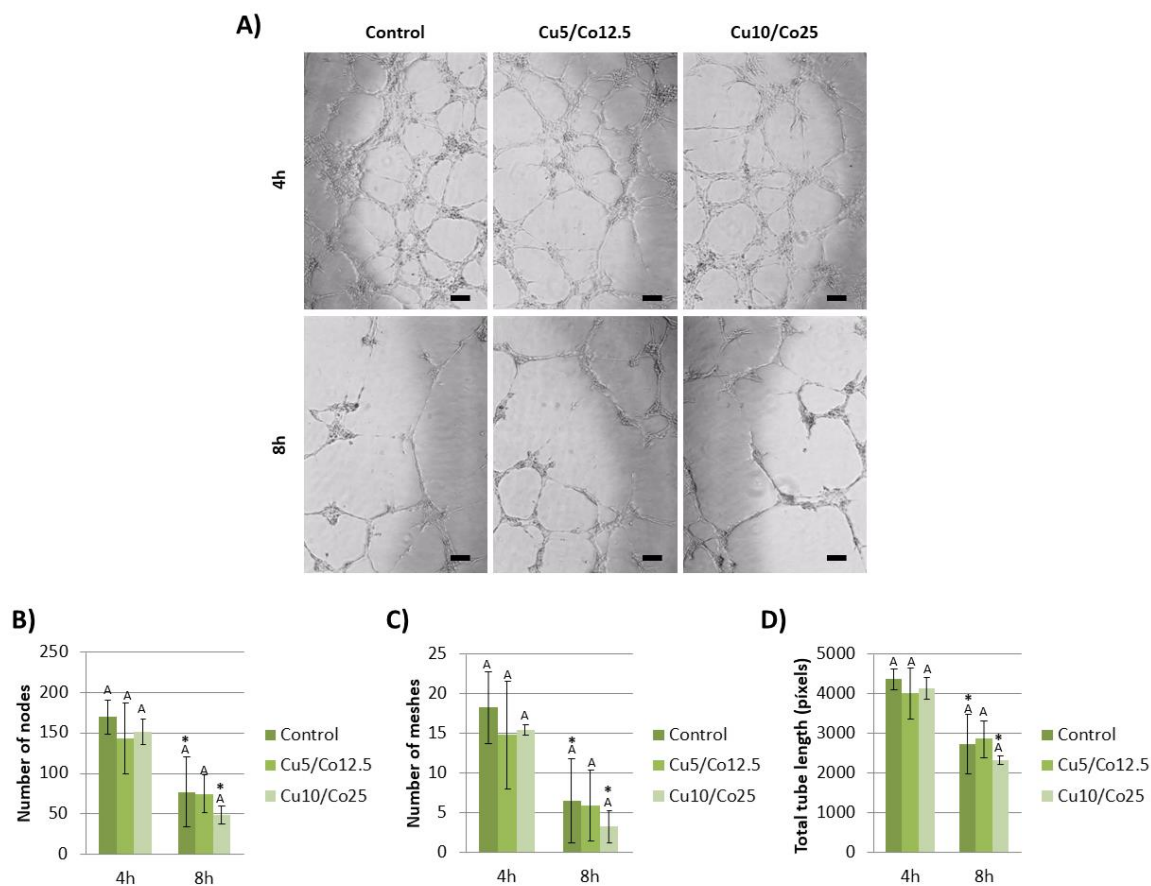 A)
Control
Cu5/Co12.5
Cu10/Co25
4h
8h
B)
Number of nodes
250
200
150
100
50
0
A
A
A
*
A
A
*
A
4h
8h
Control
Cu5/Co12.5
Cu10/Co25
C)
Number of meshes
25
20
15
10
5
0
A
A
A
*
A
A
*
A
4h
8h
Control
Cu5/Co12.5
Cu10/Co25
D)
Total tube length (pixels)
5000
4000
3000
2000
1000
0
A
A
A
*
A
A
*
A
4h
8h
Control
Cu5/Co12.5
Cu10/Co25